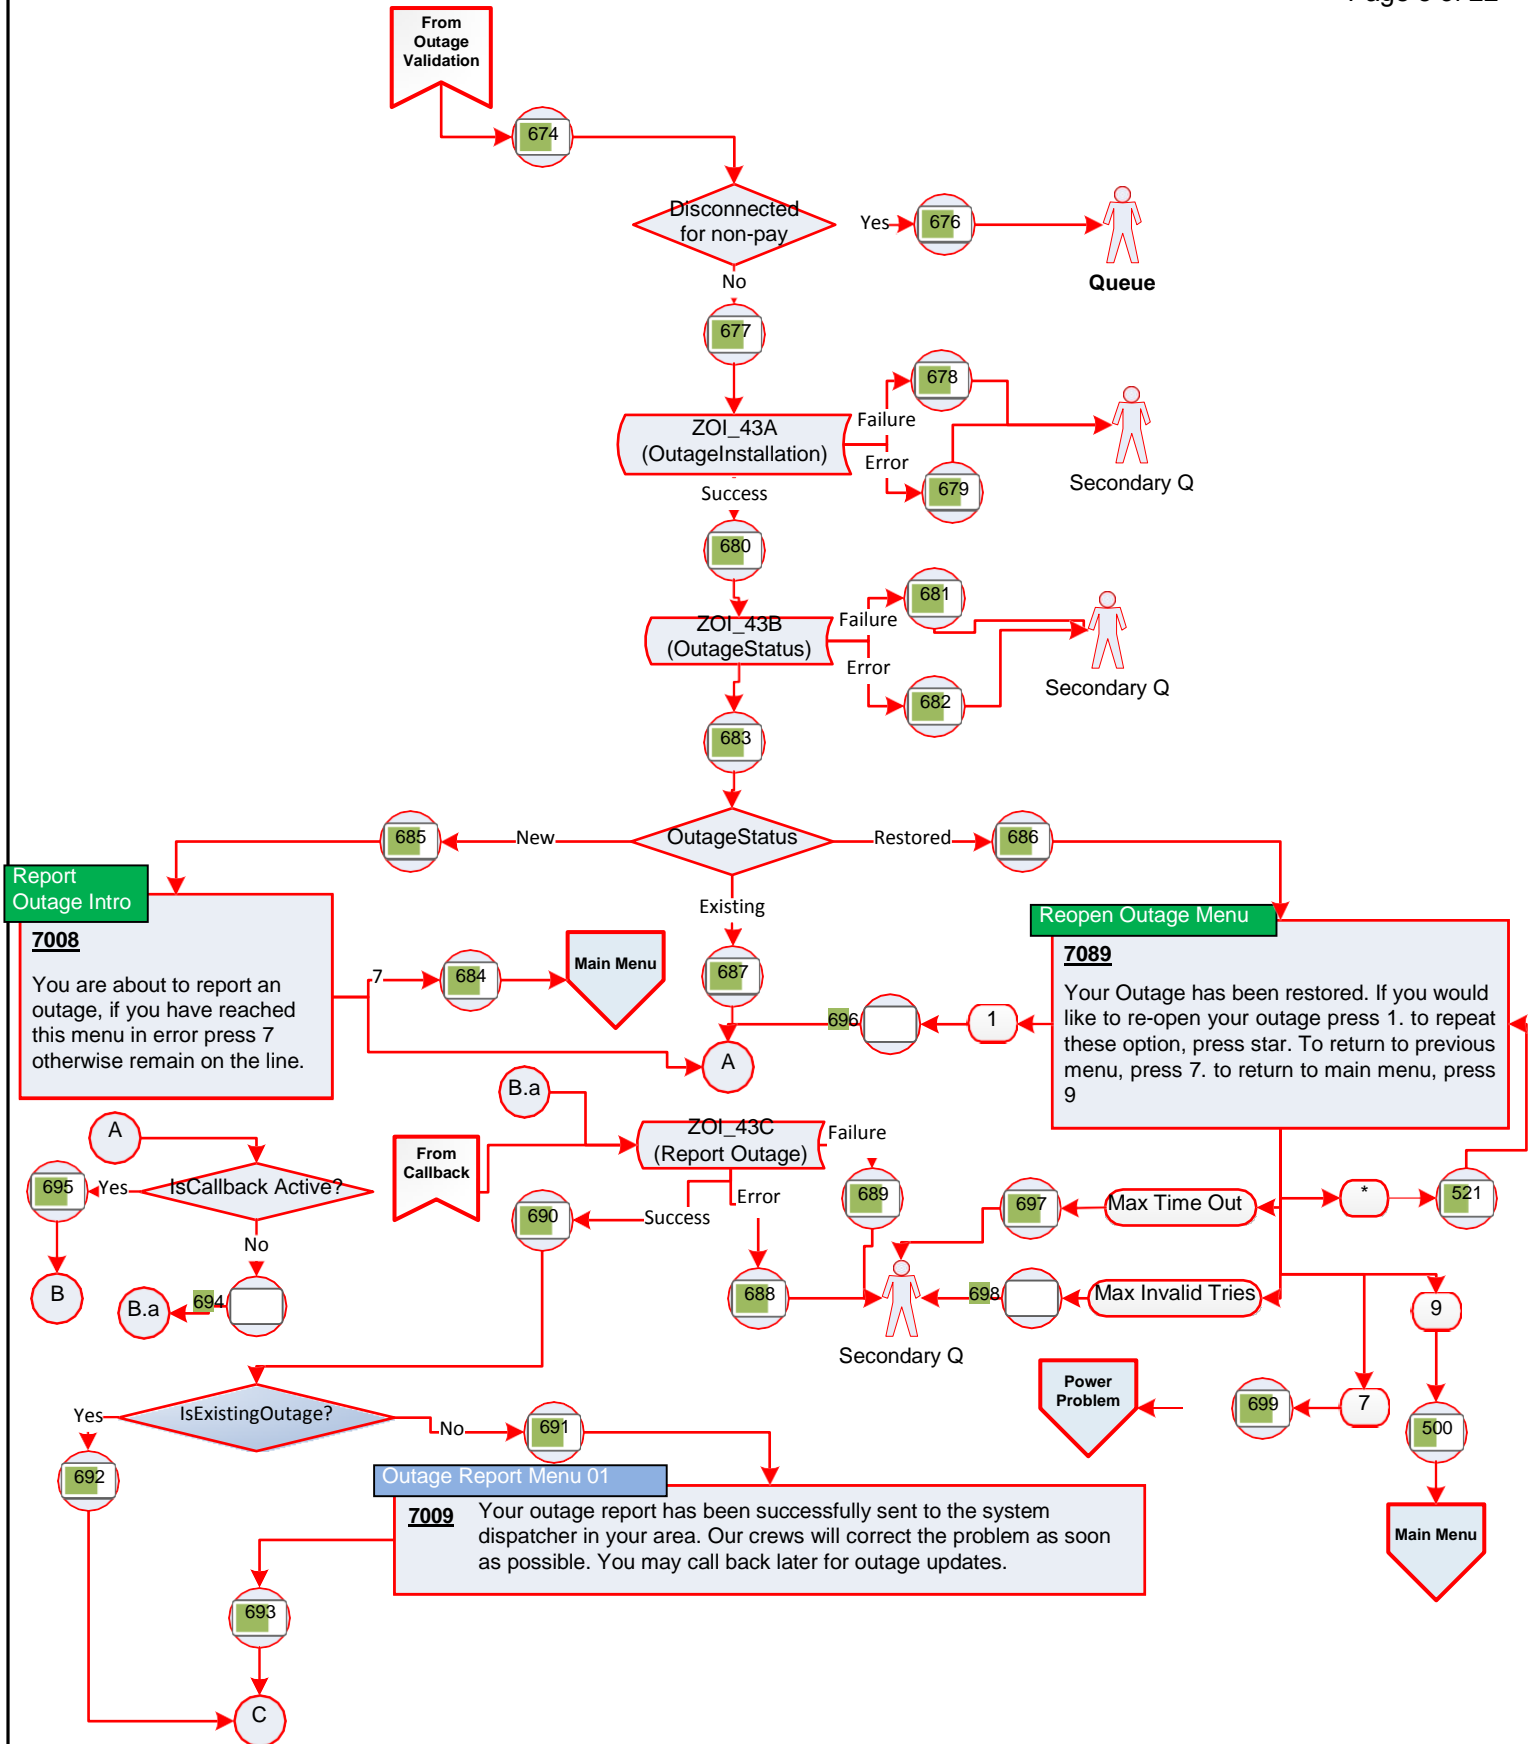 From
Outage
Validation
674
Disconnected
for non-pay
Yes
676
Queue
No
677
678
Failure
ZOI_43A
(OutageInstallation)
Error
679
Secondary Q
Success
680
681
Failure
ZOI_43B
(OutageStatus)
Error
682
Secondary Q
683
685
New
OutageStatus
Restored
686
Report
Outage Intro
7008
You are about to report an
outage, if you have reached
this menu in error press 7
otherwise remain on the line.
Existing
7
684
Main Menu
687
A
Reopen Outage Menu
7089
Your Outage has been restored. If you would
like to re-open your outage press 1. to repeat
these option, press star. To return to previous
menu, press 7. to return to main menu, press
9
696
1
A
IsCallback Active?
Yes
695
B
No
694
B.a
B.a
From
Callback
ZOI_43C
(Report Outage)
Failure
689
Error
Success
690
688
Secondary Q
697
Max Time Out
*
521
698
Max Invalid Tries
9
7
699
Power
Problem
500
Main Menu
IsExistingOutage?
Yes
692
No
691
Outage Report Menu 01
7009
Your outage report has been successfully sent to the system
dispatcher in your area. Our crews will correct the problem as soon
as possible. You may call back later for outage updates.
693
C